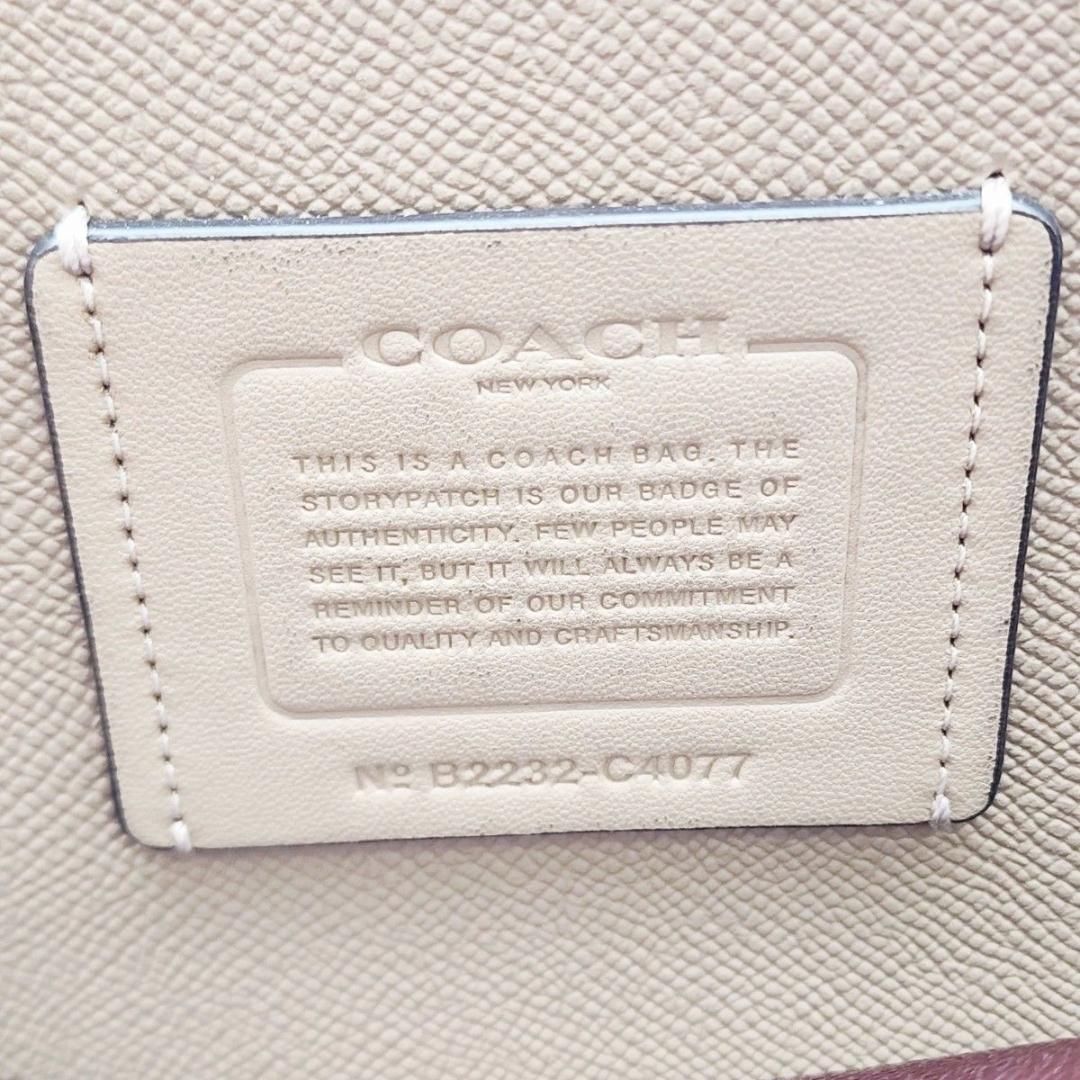 COACH
NEW YORK
THIS IS A COACH BAG. THE
STORYPATCH IS OUR BADGE OF
AUTHENTICITY. FEW PEOPLE MAY
SEE IT, BUT IT WILL ALWAYS BE A
REMINDER OF OUR COMMITMENT
TO QUALITY AND CRAFTSMANSHIP.
Nº B2232-C4077